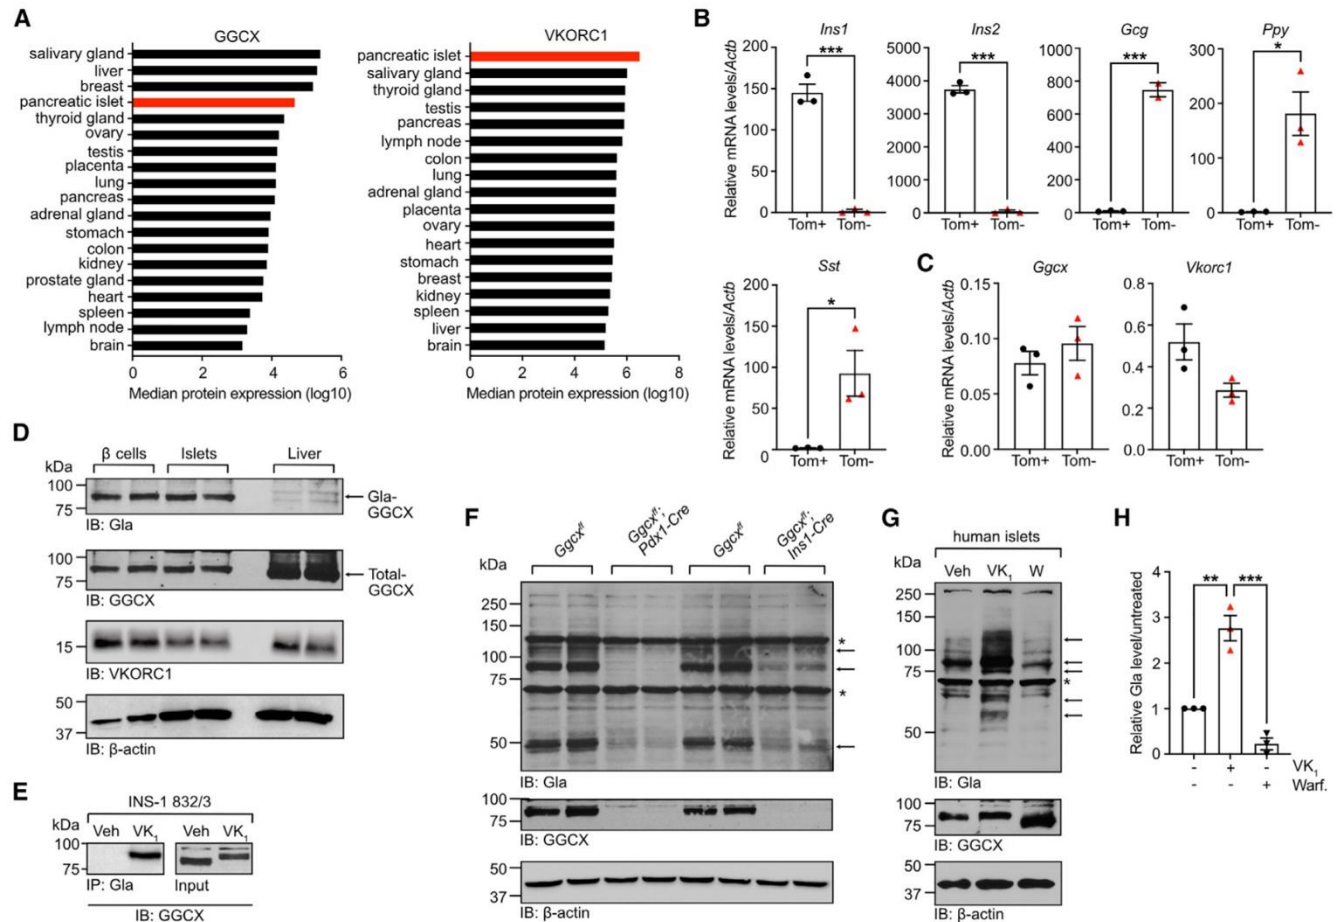 A
GGCX
salivary gland
liver
breast
pancreatic islet
thyroid gland
ovary
testis
placenta
lung
pancreas
adrenal gland
stomach
colon
kidney
prostate gland
heart
spleen
lymph node
brain
0 2 4 6
Median protein expression (log10)
VKORC1
pancreatic islet
salivary gland
thyroid gland
testis
pancreas
lymph node
colon
lung
adrenal gland
placenta
ovary
heart
stomach
breast
kidney
spleen
liver
brain
0 2 4 6 8
Median protein expression (log10)
B
Relative mRNA levels/Actb
Ins1
***
200
150
100
50
0
Tom+ Tom-
Ins2
***
5000
4000
3000
2000
1000
0
Tom+ Tom-
Gcg
***
1000
800
600
400
200
0
Tom+ Tom-
Ppy
*
300
200
100
0
Tom+ Tom-
Relative mRNA levels/Actb
Sst
*
200
150
100
50
0
Tom+ Tom-
C
Relative mRNA levels/Actb
Ggcx
0.15
0.10
0.05
0.00
Tom+ Tom-
Vkorc1
0.8
0.6
0.4
0.2
0.0
Tom+ Tom-
D
β cells Islets Liver
kDa
100
75
Gla-
GGCX
IB: Gla
100
75
Total-
GGCX
IB: GGCX
15
IB: VKORC1
50
37
IB: β-actin
E
INS-1 832/3
kDa Veh VK1 Veh VK1
100
75
IP: Gla Input
IB: GGCX
F
Ggcxf/f Ggcxf/f; Pdx1-Cre Ggcxf/f Ggcxf/f; Ins1-Cre
kDa
250
150
100
75
50
*
*
IB: Gla
100
75
IB: GGCX
50
37
IB: β-actin
G
human islets
kDa Veh VK1 W
250
150
100
75
50
*
IB: Gla
100
75
IB: GGCX
50
37
IB: β-actin
H
Relative Gla level/untreated
** ***
4
3
2
1
0
- + - VK1
- - + Warf.